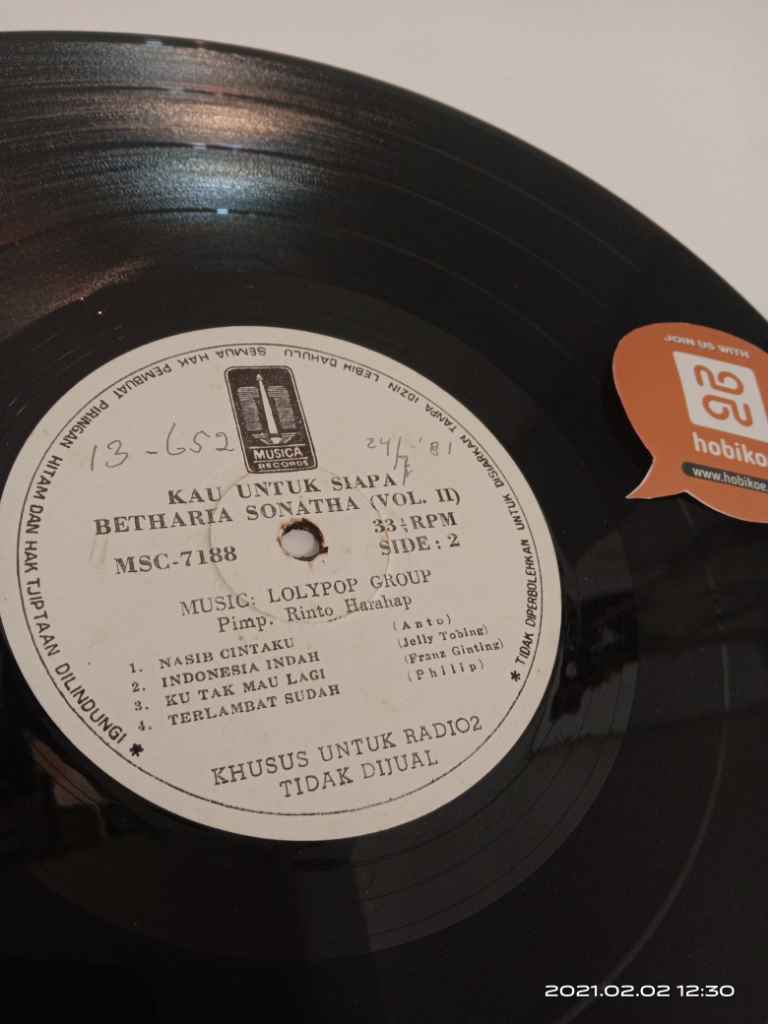 SEMUA HAK PEMBUAT PIRINGAN HITAM DAN HAK TJIPTAAN DILINDUNGI *
* TIDAK DIPERBOLEHKAN UNTUK DISIARKAN TANPA IDZIN LEBIH DAHULU
MUSICA
RECORDS
13-652
24/7-'81
KAU UNTUK SIAPA
BETHARIA SONATHA (VOL. II)
MSC-7188
33⅓ RPM
SIDE : 2
MUSIC: LOLYPOP GROUP
Pimp. Rinto Harahap
1. NASIB CINTAKU (Anto)
2. INDONESIA INDAH (Jelly Tobing)
3. KU TAK MAU LAGI (Franz Ginting)
4. TERLAMBAT SUDAH (Philip)
KHUSUS UNTUK RADIO2
TIDAK DIJUAL
JOIN US WITH
hobikoe
www.hobikoe
2021.02.02 12:30